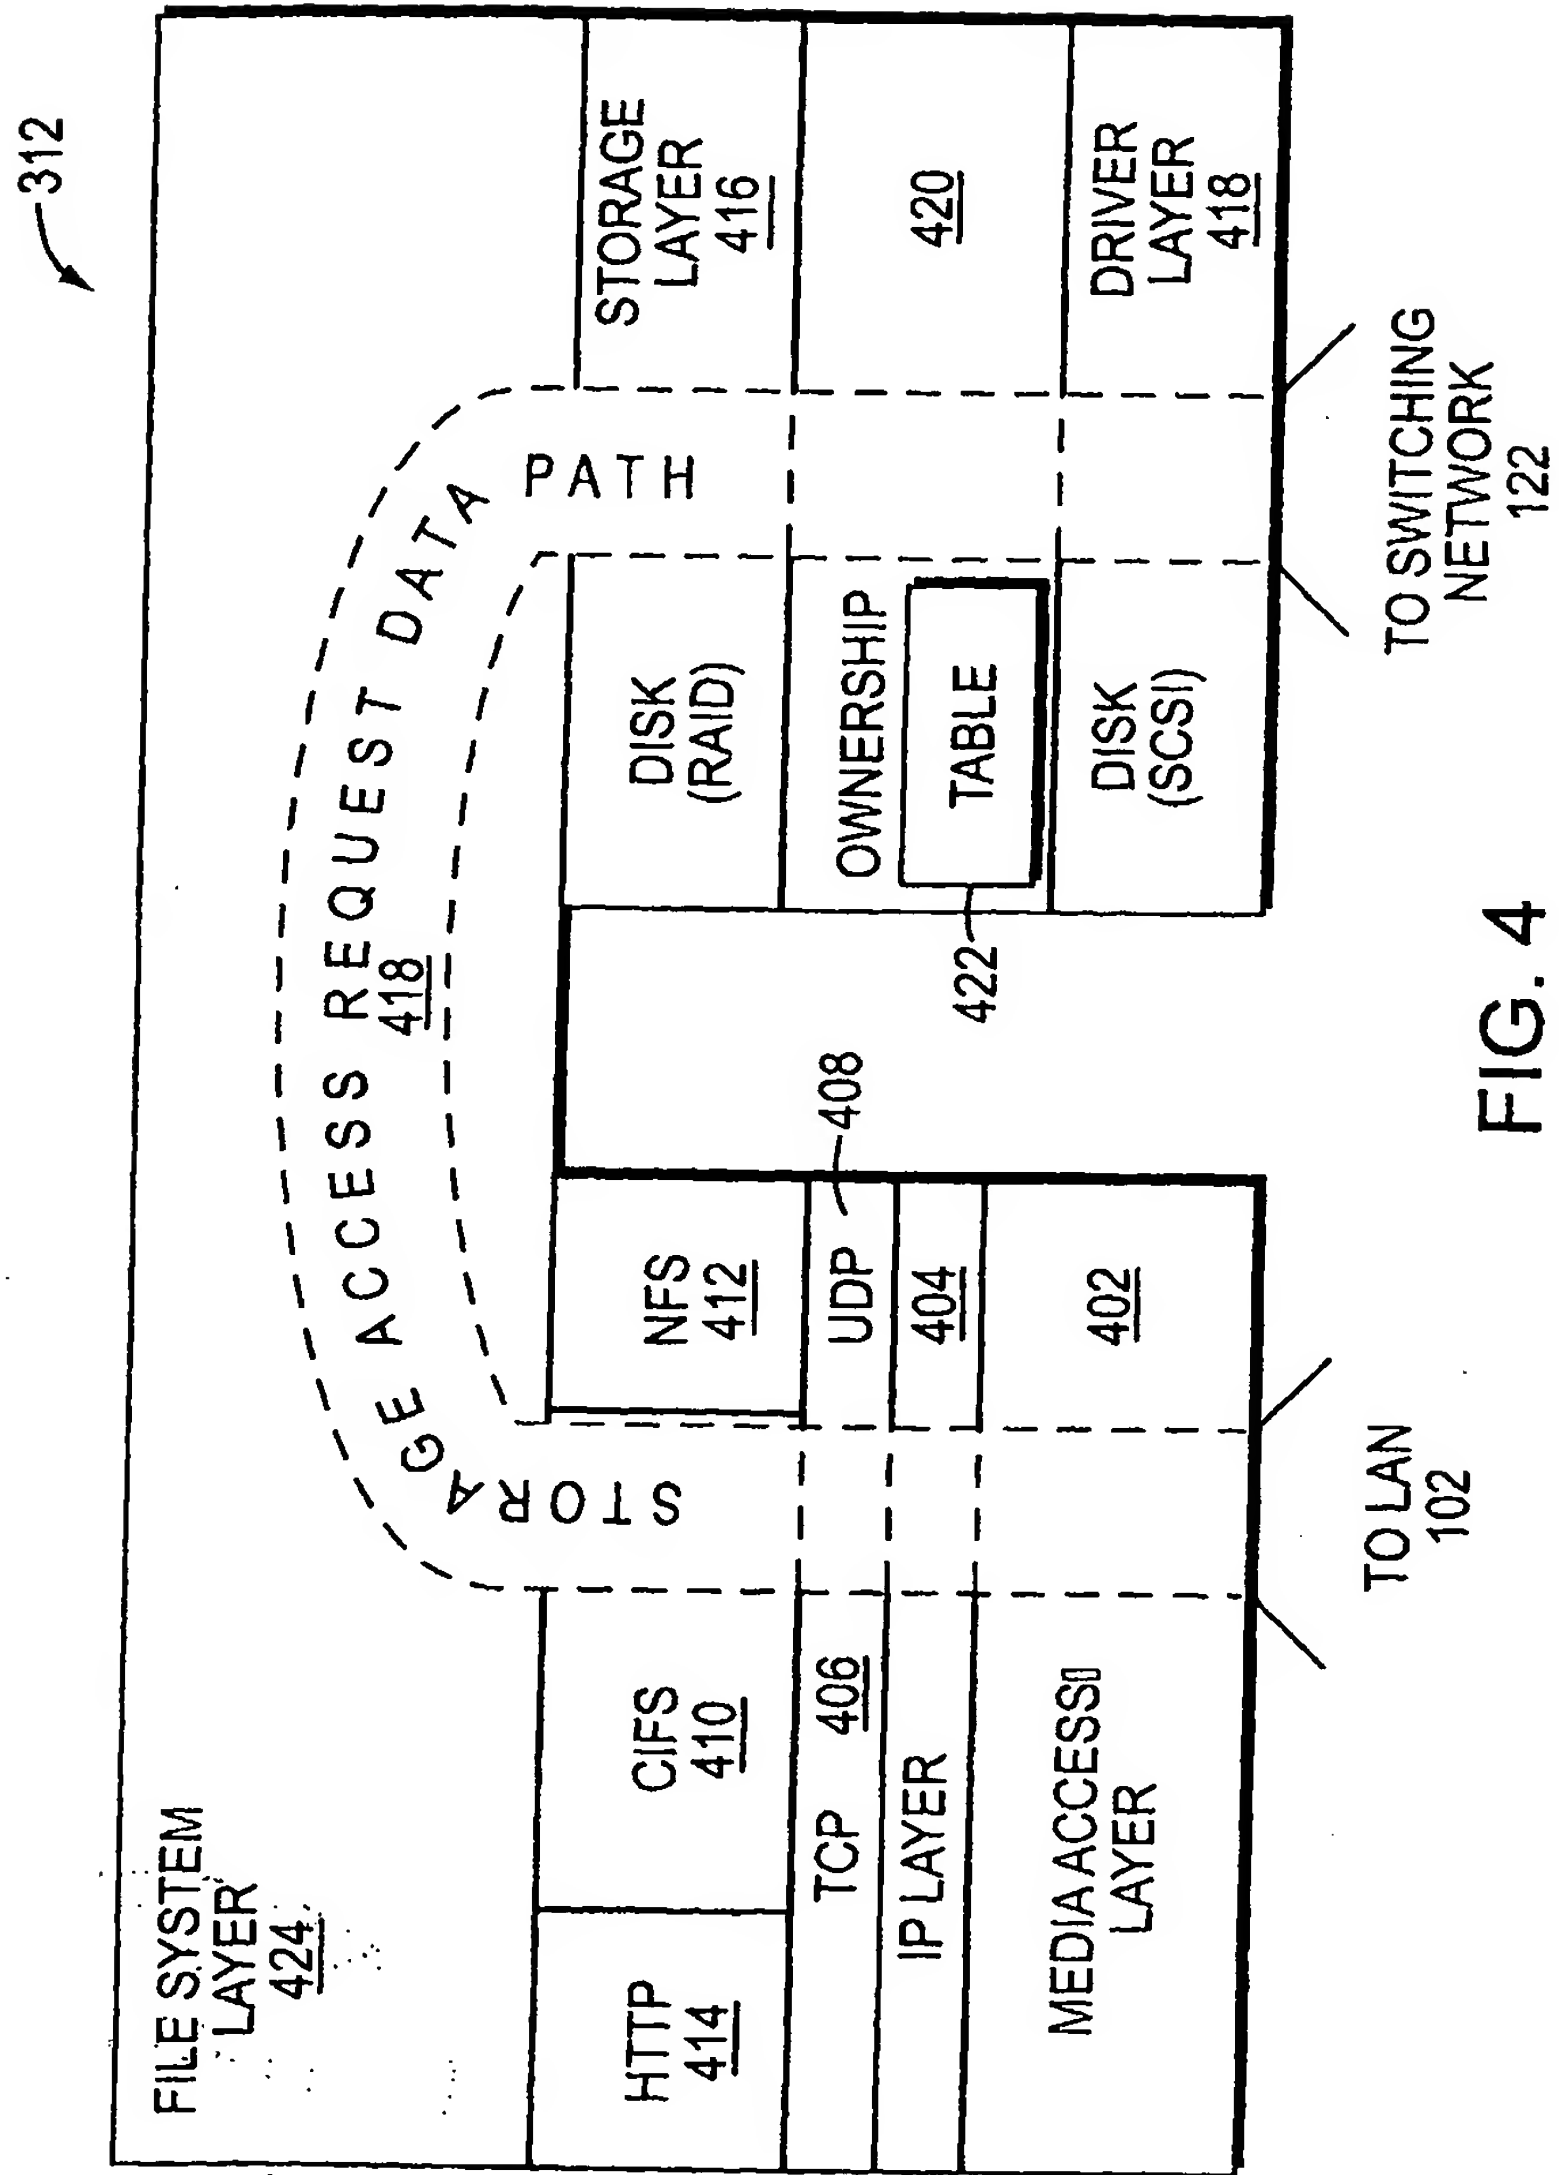 312
FILE SYSTEM
LAYER
424
STORAGE ACCESS REQUEST DATA PATH
418
HTTP
414
CIFS
410
NFS
412
TCP 406
UDP
408
IP LAYER
404
MEDIA ACCESS
LAYER
402
TO LAN
102
DISK
(RAID)
STORAGE
LAYER
416
OWNERSHIP
420
TABLE
422
DISK
(SCSI)
DRIVER
LAYER
418
TO SWITCHING
NETWORK
122
FIG. 4